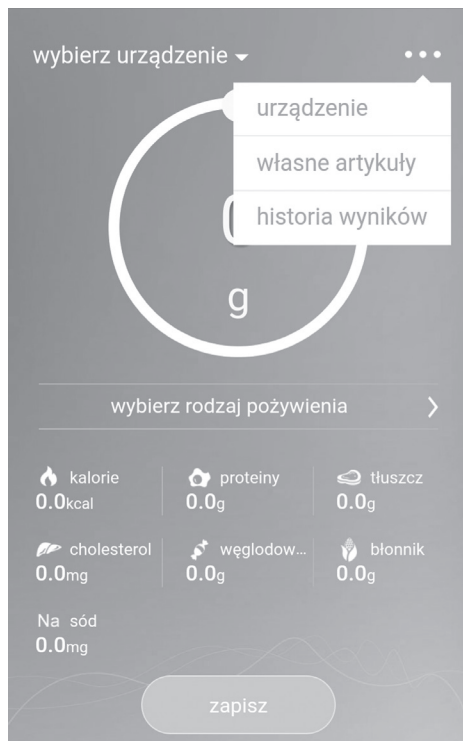 wybierz urządzenie
urządzenie
własne artykuły
historia wyników
0
g
wybierz rodzaj pożywienia
kalorie proteiny tłuszcz
0.0kcal 0.0g 0.0g
cholesterol węglodow... błonnik
0.0mg 0.0g 0.0g
Na sód
0.0mg
zapisz